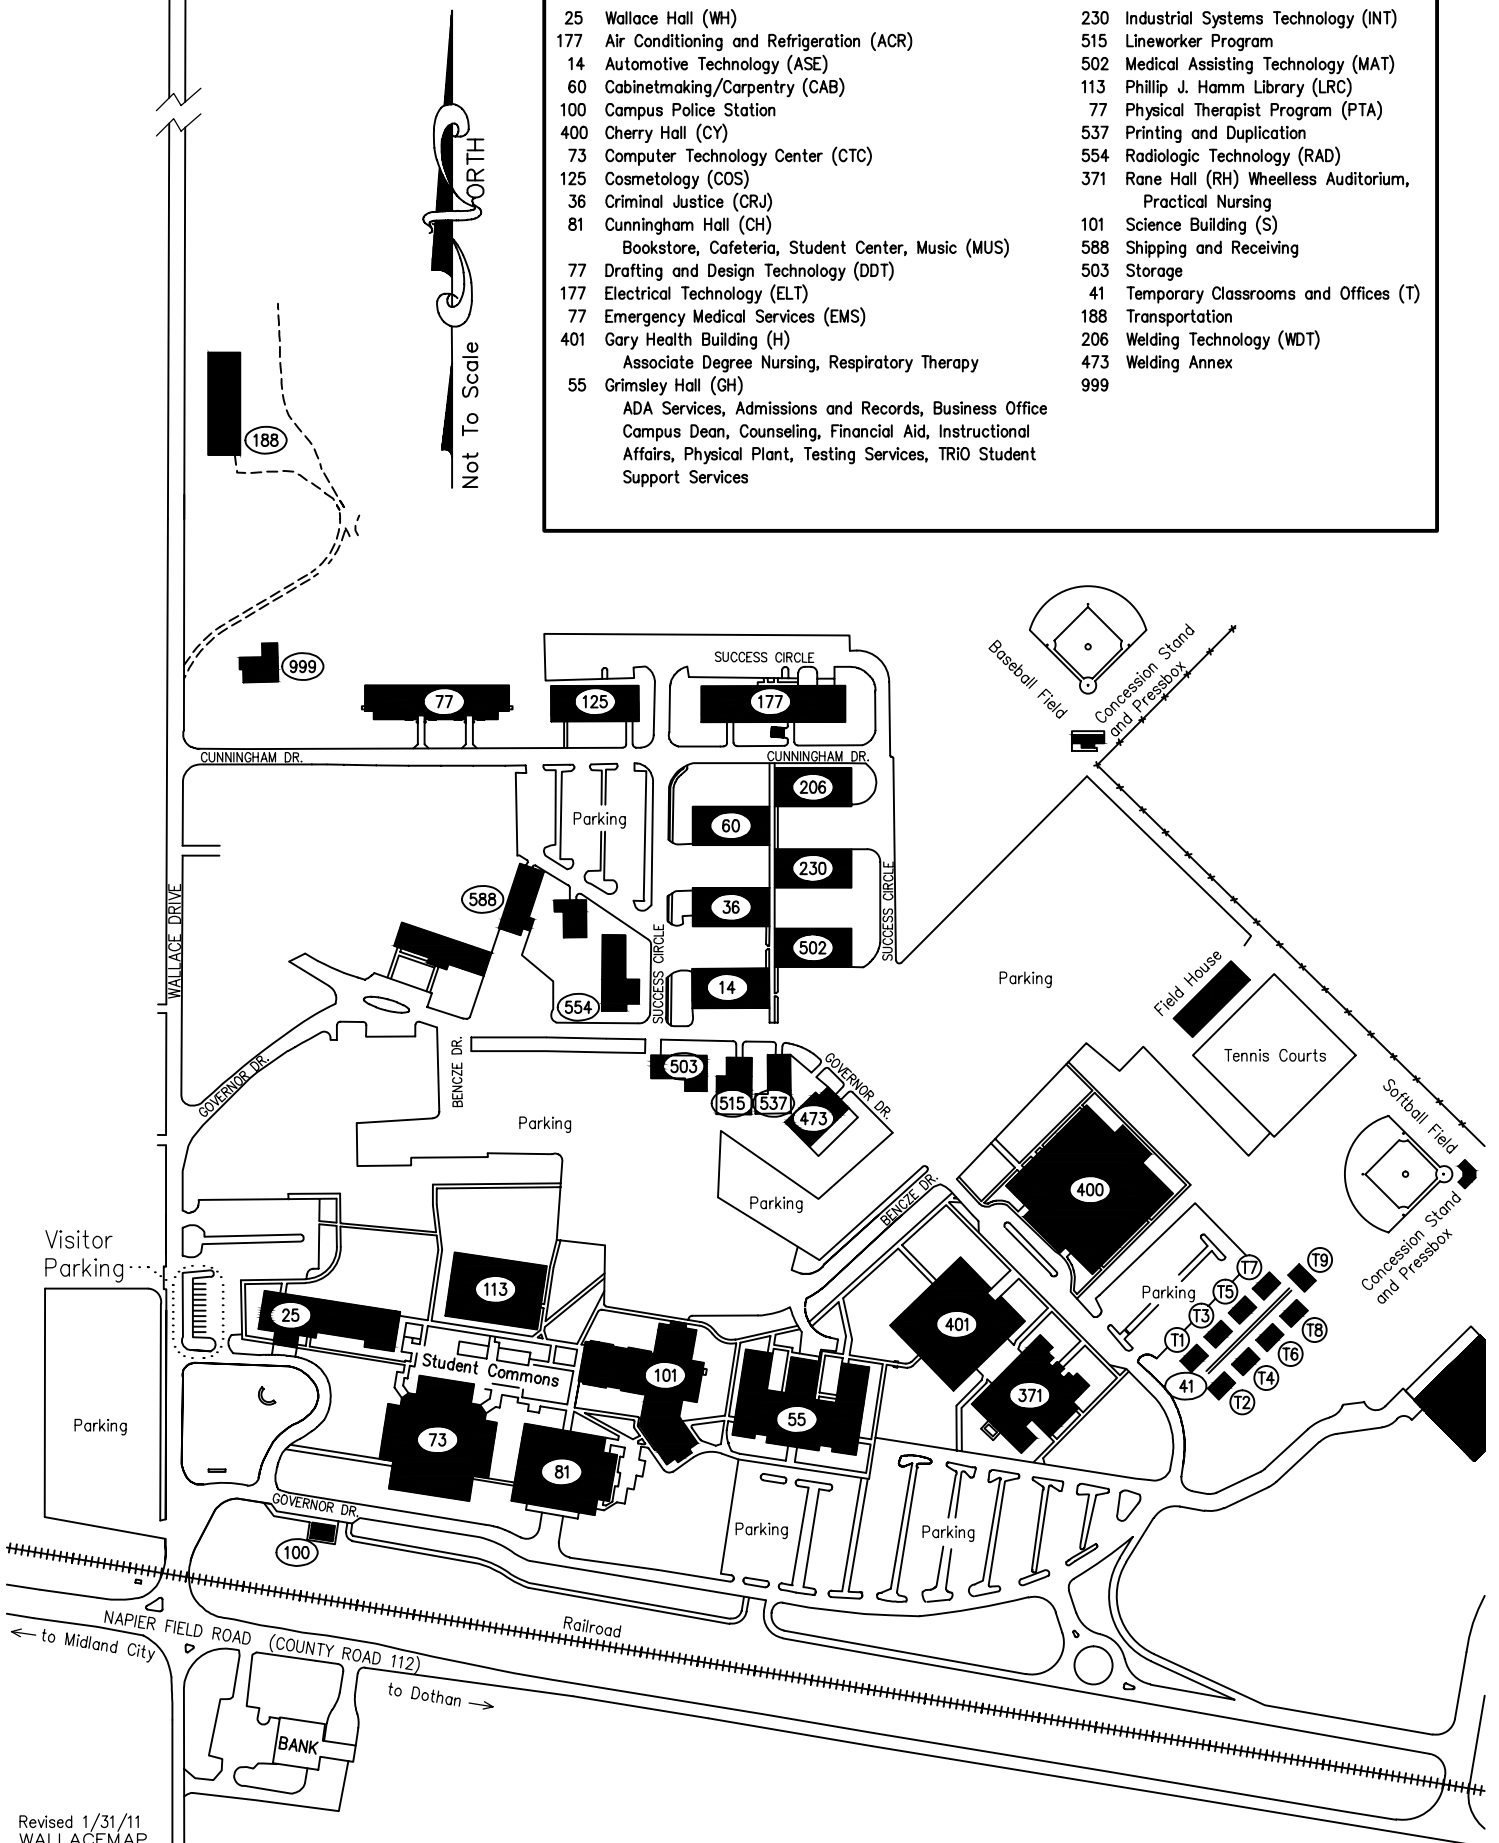 25 Wallace Hall (WH)
177 Air Conditioning and Refrigeration (ACR)
14 Automotive Technology (ASE)
60 Cabinetmaking/Carpentry (CAB)
100 Campus Police Station
400 Cherry Hall (CY)
73 Computer Technology Center (CTC)
125 Cosmetology (COS)
36 Criminal Justice (CRJ)
81 Cunningham Hall (CH)
Bookstore, Cafeteria, Student Center, Music (MUS)
77 Drafting and Design Technology (DDT)
177 Electrical Technology (ELT)
77 Emergency Medical Services (EMS)
401 Gary Health Building (H)
Associate Degree Nursing, Respiratory Therapy
55 Grimsley Hall (GH)
ADA Services, Admissions and Records, Business Office
Campus Dean, Counseling, Financial Aid, Instructional
Affairs, Physical Plant, Testing Services, TRiO Student
Support Services
230 Industrial Systems Technology (INT)
515 Lineworker Program
502 Medical Assisting Technology (MAT)
113 Phillip J. Hamm Library (LRC)
77 Physical Therapist Program (PTA)
537 Printing and Duplication
554 Radiologic Technology (RAD)
371 Rane Hall (RH) Wheelless Auditorium,
Practical Nursing
101 Science Building (S)
588 Shipping and Receiving
503 Storage
41 Temporary Classrooms and Offices (T)
188 Transportation
206 Welding Technology (WDT)
473 Welding Annex
999
NORTH
Not To Scale
188
999
77
125
SUCCESS CIRCLE
177
Baseball Field
Concession Stand
and Pressbox
CUNNINGHAM DR.
CUNNINGHAM DR.
206
Parking
60
230
588
36
SUCCESS CIRCLE
WALLACE DRIVE
502
SUCCESS CIRCLE
14
554
Parking
Field House
Tennis Courts
GOVERNOR DR.
BENCZE DR.
503
515
537
473
GOVERNOR DR.
Parking
Softball Field
Concession Stand
and Pressbox
400
BENCZE DR.
Parking
Visitor
Parking
25
113
401
Parking
T1
T3
T5
T7
T9
T8
T6
T4
T2
41
Student Commons
101
371
55
Parking
73
81
GOVERNOR DR.
100
Parking
Parking
Railroad
NAPIER FIELD ROAD (COUNTY ROAD 112)
to Midland City
to Dothan
BANK
Revised 1/31/11
WALLACEMAP